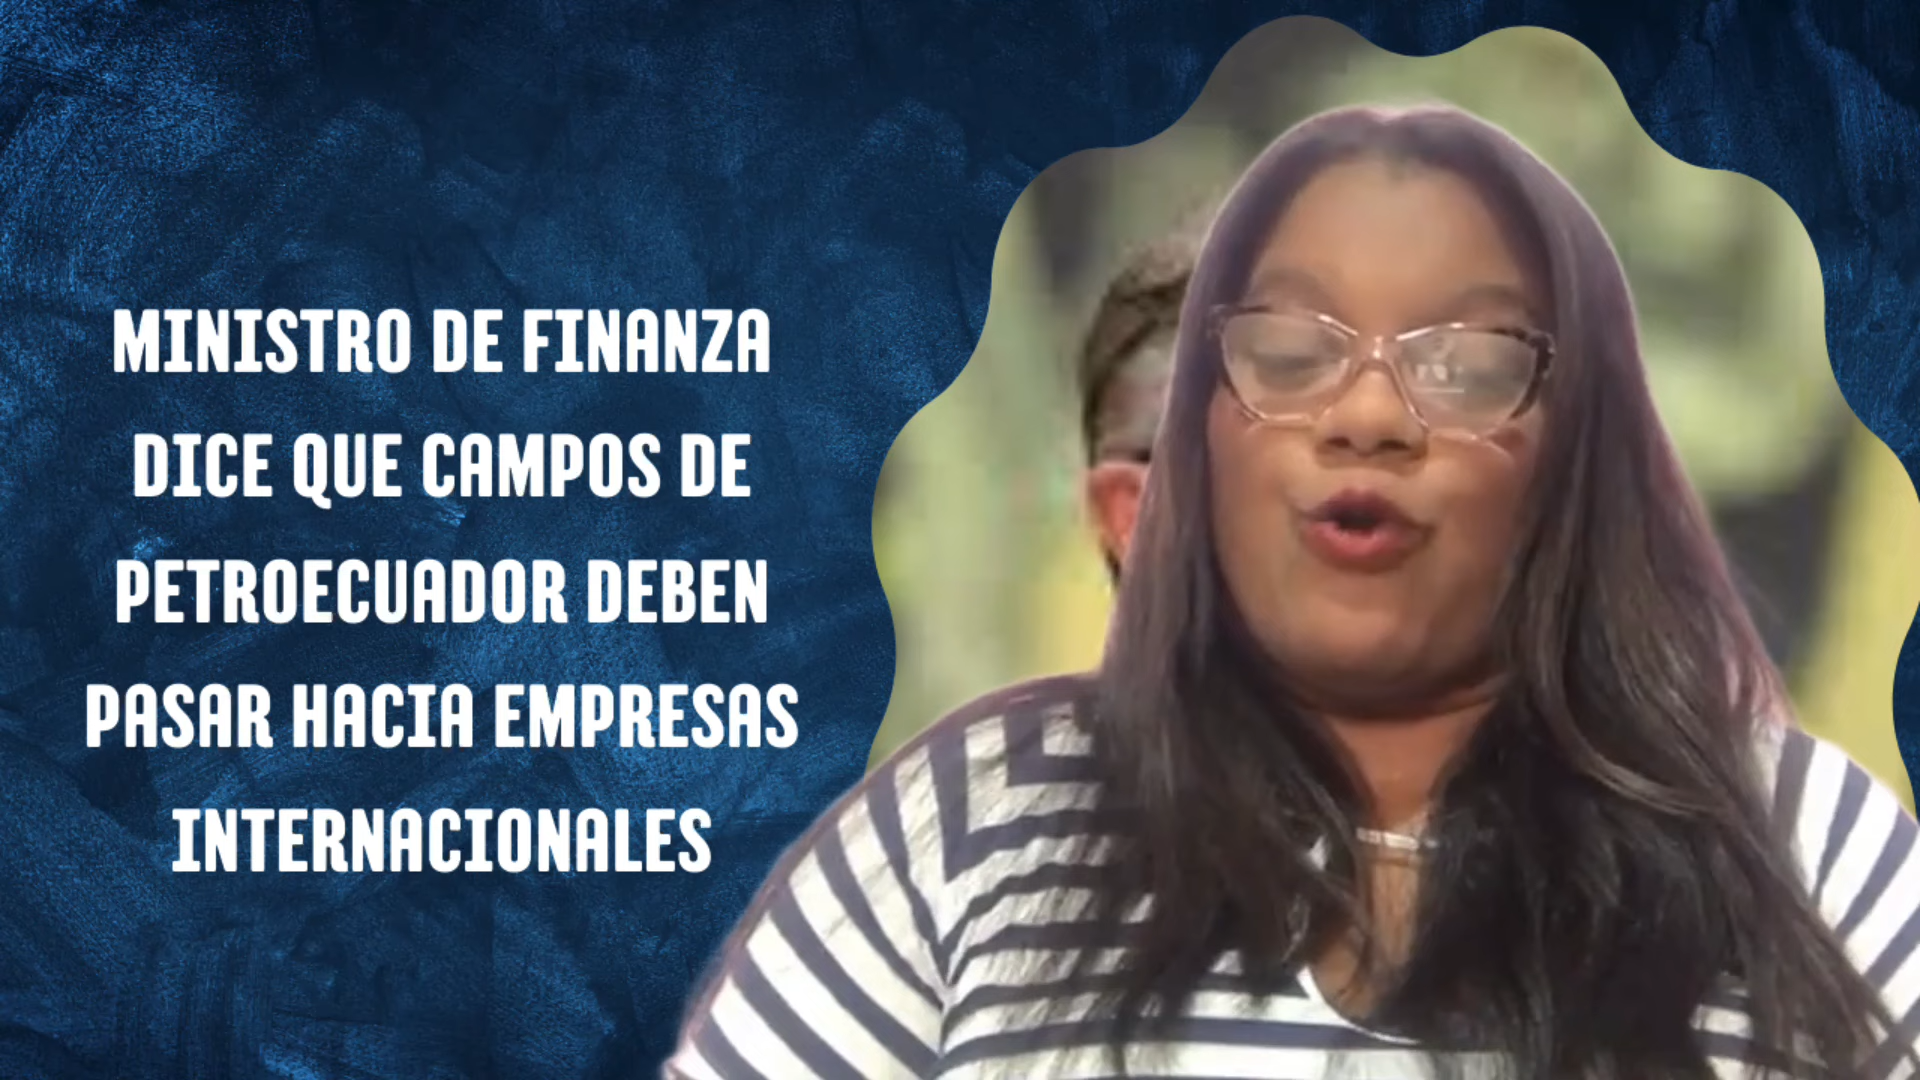 MINISTRO DE FINANZA
DICE QUE CAMPOS DE
PETROECUADOR DEBEN
PASAR HACIA EMPRESAS
INTERNACIONALES